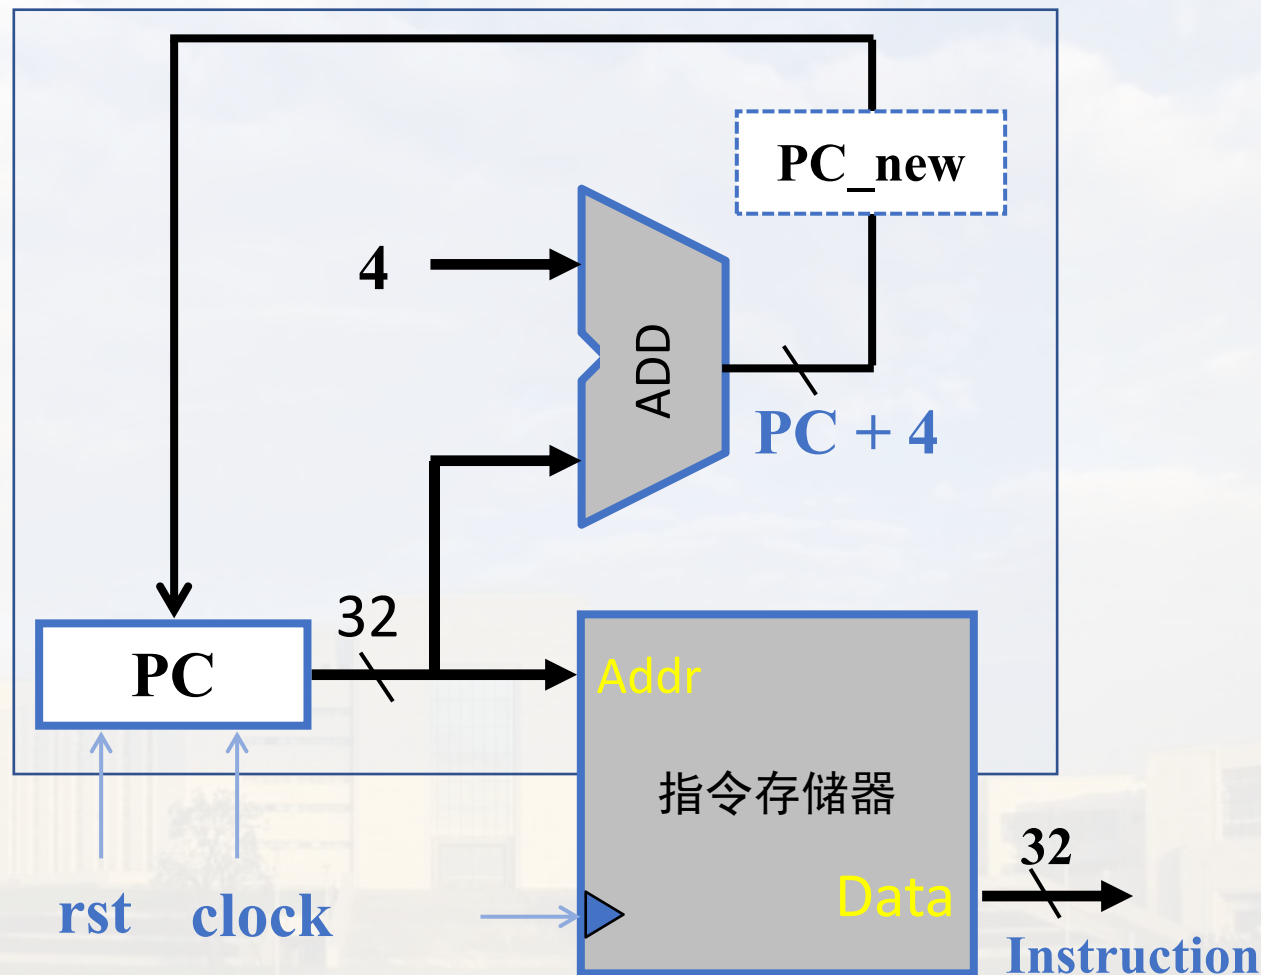 PC_new
4
ADD
PC + 4
32
PC
Addr
指令存储器
32
Data
rst
clock
Instruction